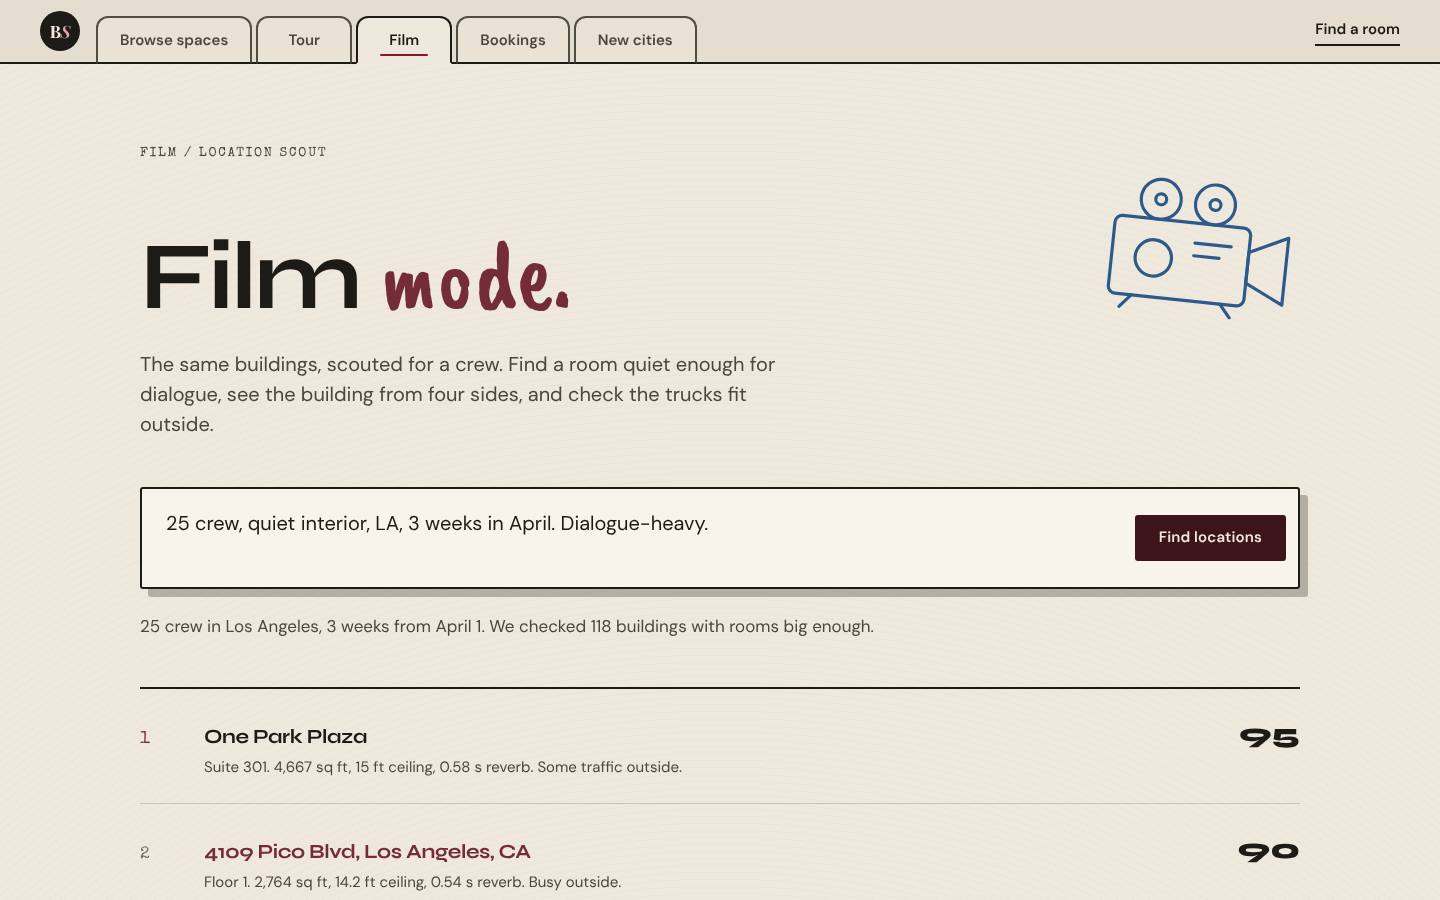 BS
Browse spaces
Tour
Film
Bookings
New cities
Find a room
FILM / LOCATION SCOUT
Film mode.
The same buildings, scouted for a crew. Find a room quiet enough for
dialogue, see the building from four sides, and check the trucks fit
outside.
25 crew, quiet interior, LA, 3 weeks in April. Dialogue-heavy.
Find locations
25 crew in Los Angeles, 3 weeks from April 1. We checked 118 buildings with rooms big enough.
1
One Park Plaza
95
Suite 301. 4,667 sq ft, 15 ft ceiling, 0.58 s reverb. Some traffic outside.
2
4109 Pico Blvd, Los Angeles, CA
90
Floor 1. 2,764 sq ft, 14.2 ft ceiling, 0.54 s reverb. Busy outside.